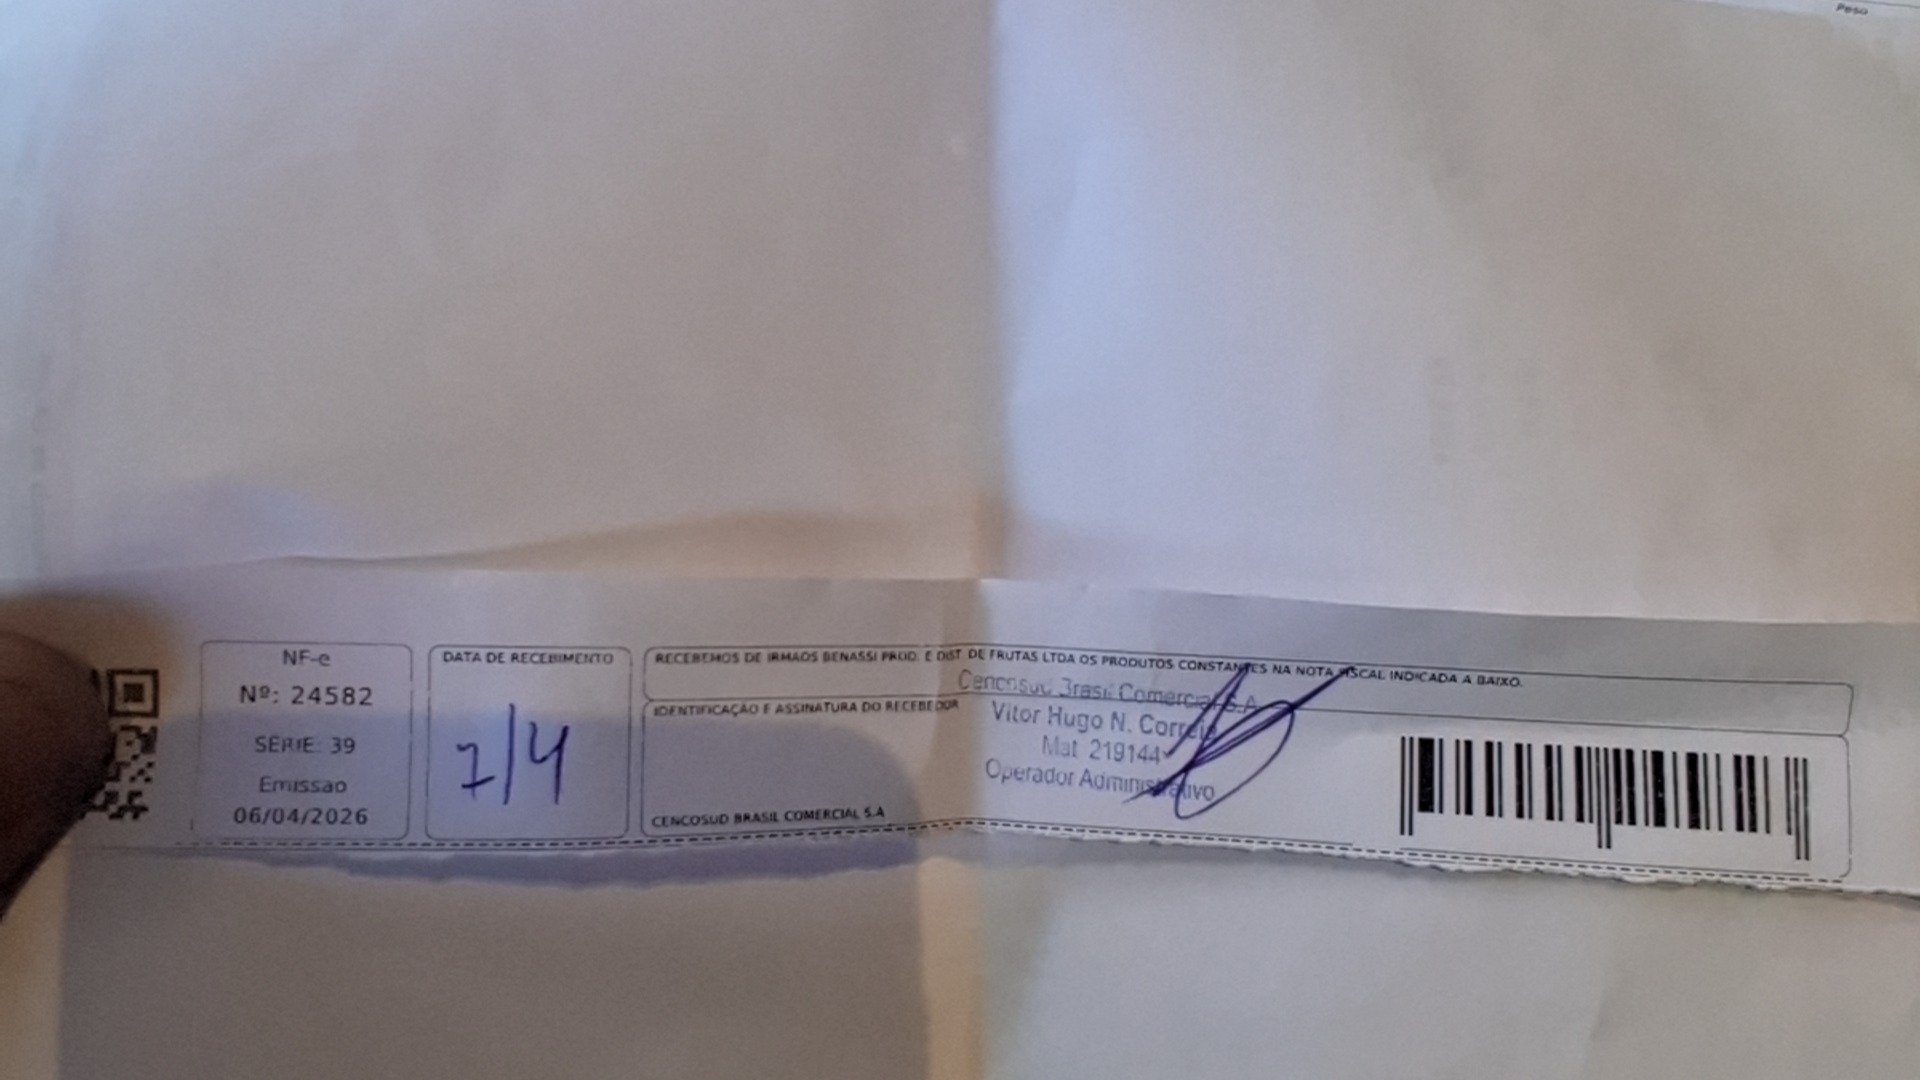 Peso
NF-e
Nº: 24582
SÉRIE: 39
Emissão
06/04/2026
DATA DE RECEBIMENTO
7/4
RECEBEMOS DE IRMAOS BENASSI PROD. E DIST. DE FRUTAS LTDA OS PRODUTOS CONSTANTES NA NOTA FISCAL INDICADA A BAIXO.
IDENTIFICAÇÃO E ASSINATURA DO RECEBEDOR
CENCOSUD BRASIL COMERCIAL S.A
Cencosud Brasil Comercial S.A.
Vitor Hugo N. Correia
Mat 219144
Operador Administrativo